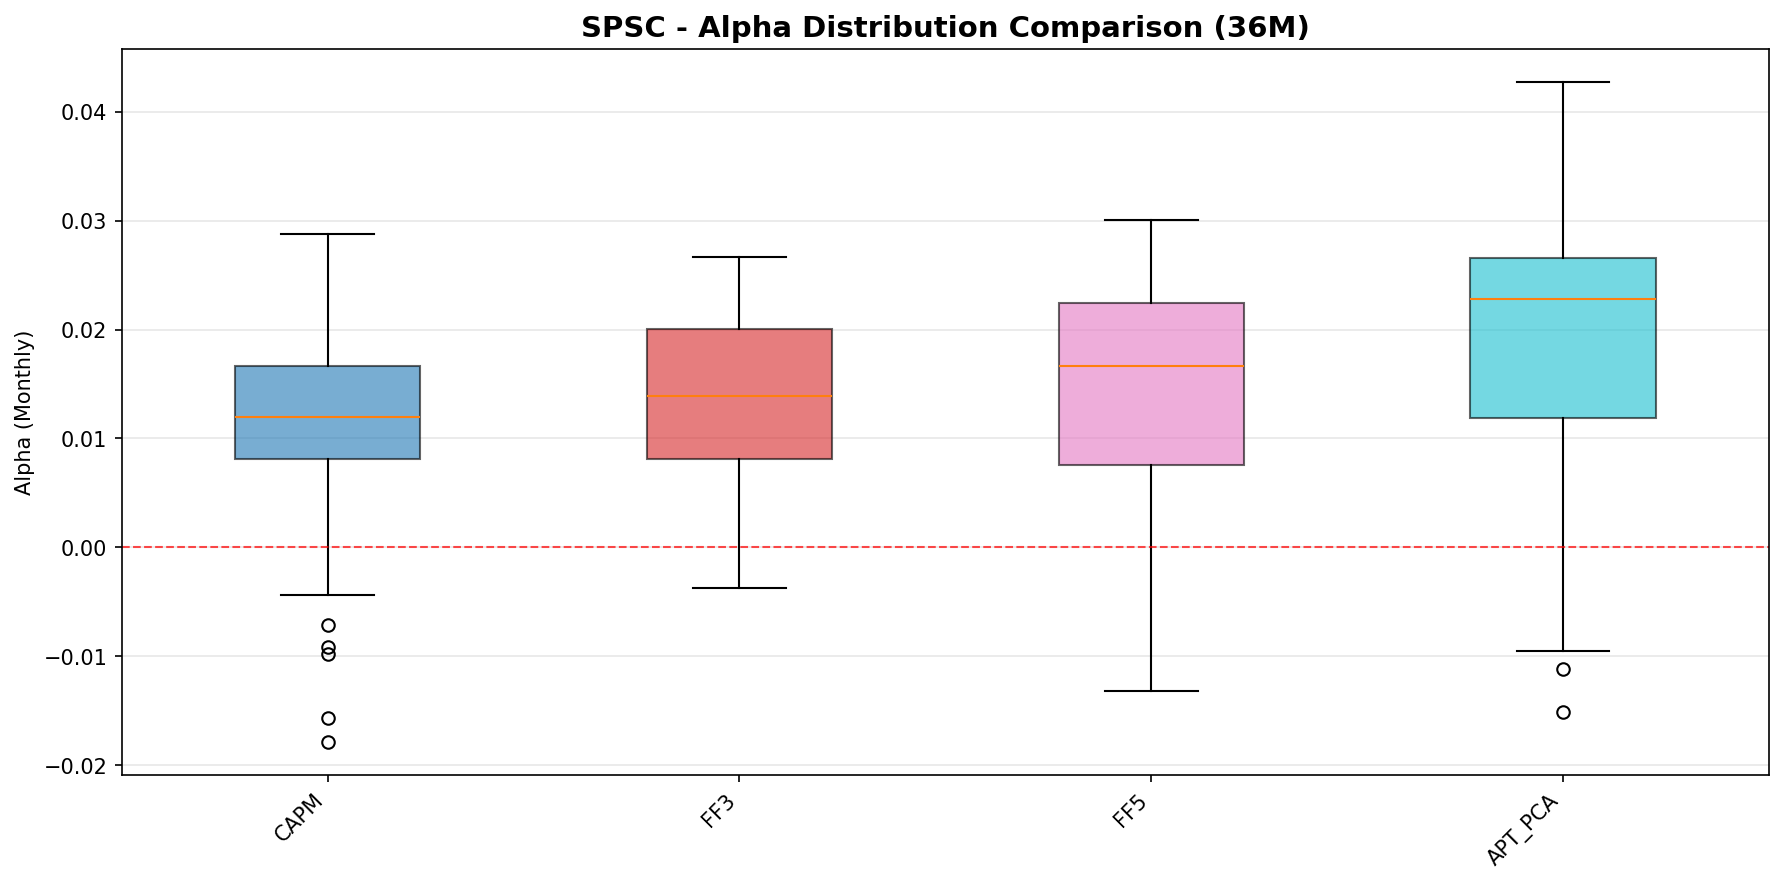 SPSC - Alpha Distribution Comparison (36M)
Alpha (Monthly)
0.04
0.03
0.02
0.01
0.00
−0.01
−0.02
CAPM
FF3
FF5
APT_PCA